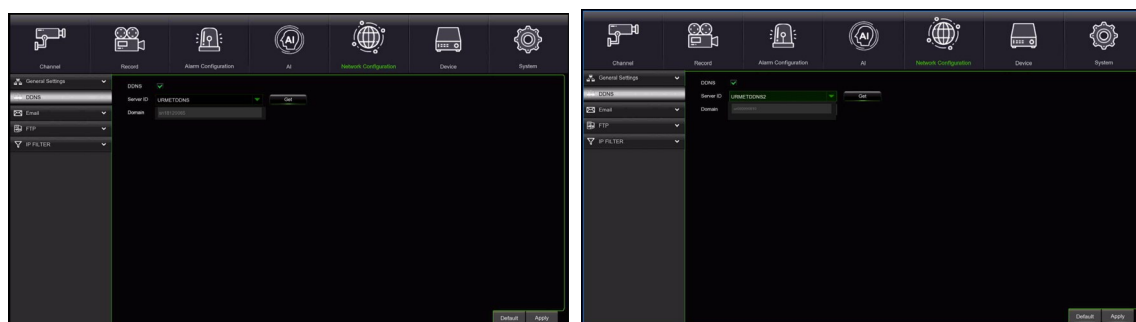 Channel Record Alarm Configuration AI Network Configuration Device System
General Settings
DDNS
Email
FTP
IP FILTER
DDNS
Server ID URMETDDNS Get
Domain
Default Apply
Channel Record Alarm Configuration AI Network Configuration Device System
General Settings
DDNS
Email
FTP
IP FILTER
DDNS
Server ID URMETDDNS2 Get
Domain
Default Apply